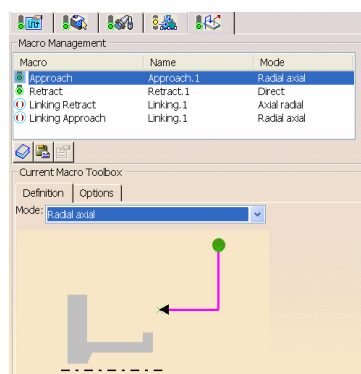 Macro Management
Macro Name Mode
Approach Approach.1 Radial axial
Retract Retract.1 Direct
Linking Retract Linking.1 Axial radial
Linking Approach Linking.1 Radial axial
Current Macro Toolbox
Definition Options
Mode: Radial axial